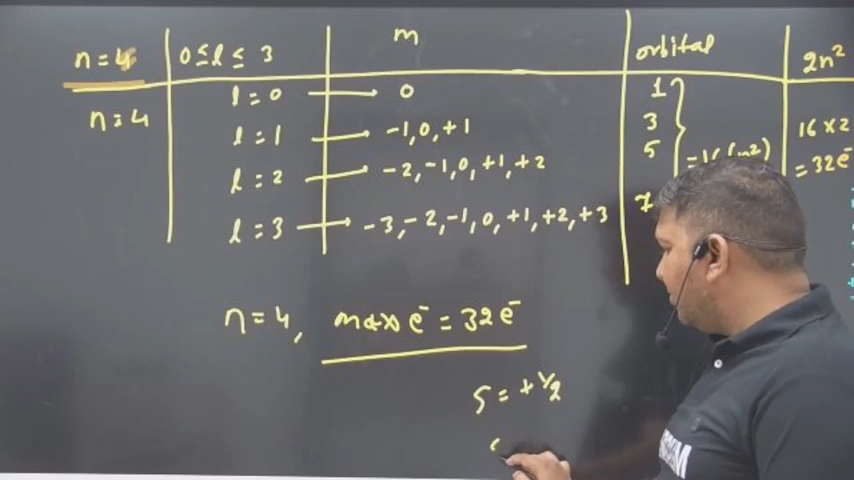 n = 4 0 ≤ l ≤ 3 m orbital 2n²
n = 4 l = 0 → 0 1
l = 1 → -1, 0, +1 3 16 × 2
l = 2 → -2, -1, 0, +1, +2 5 = 16 (n²) = 32e⁻
l = 3 → -3, -2, -1, 0, +1, +2, +3 7
n = 4, max e⁻ = 32e⁻
s = + 1/2